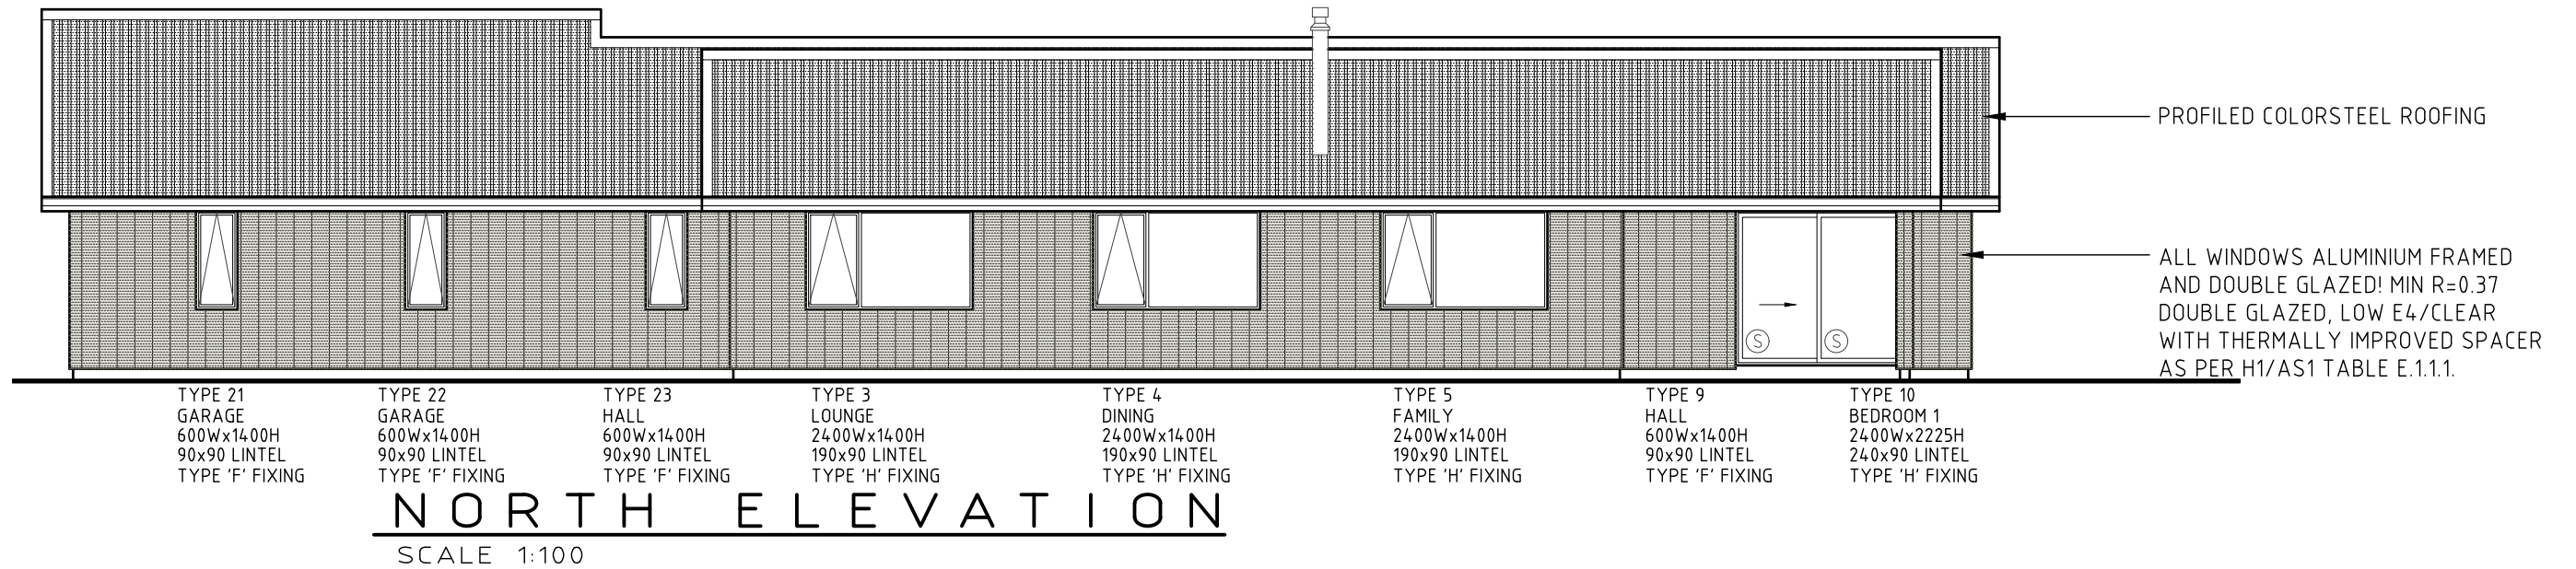 PROFILED COLORSTEEL ROOFING
ALL WINDOWS ALUMINIUM FRAMED
AND DOUBLE GLAZED! MIN R=0.37
DOUBLE GLAZED, LOW E4/CLEAR
WITH THERMALLY IMPROVED SPACER
AS PER H1/AS1 TABLE E.1.1.1.
S
S
TYPE 21
GARAGE
600Wx1400H
90x90 LINTEL
TYPE 'F' FIXING
TYPE 22
GARAGE
600Wx1400H
90x90 LINTEL
TYPE 'F' FIXING
TYPE 23
HALL
600Wx1400H
90x90 LINTEL
TYPE 'F' FIXING
TYPE 3
LOUNGE
2400Wx1400H
190x90 LINTEL
TYPE 'H' FIXING
TYPE 4
DINING
2400Wx1400H
190x90 LINTEL
TYPE 'H' FIXING
TYPE 5
FAMILY
2400Wx1400H
190x90 LINTEL
TYPE 'H' FIXING
TYPE 9
HALL
600Wx1400H
90x90 LINTEL
TYPE 'F' FIXING
TYPE 10
BEDROOM 1
2400Wx2225H
240x90 LINTEL
TYPE 'H' FIXING
NORTH ELEVATION
SCALE 1:100